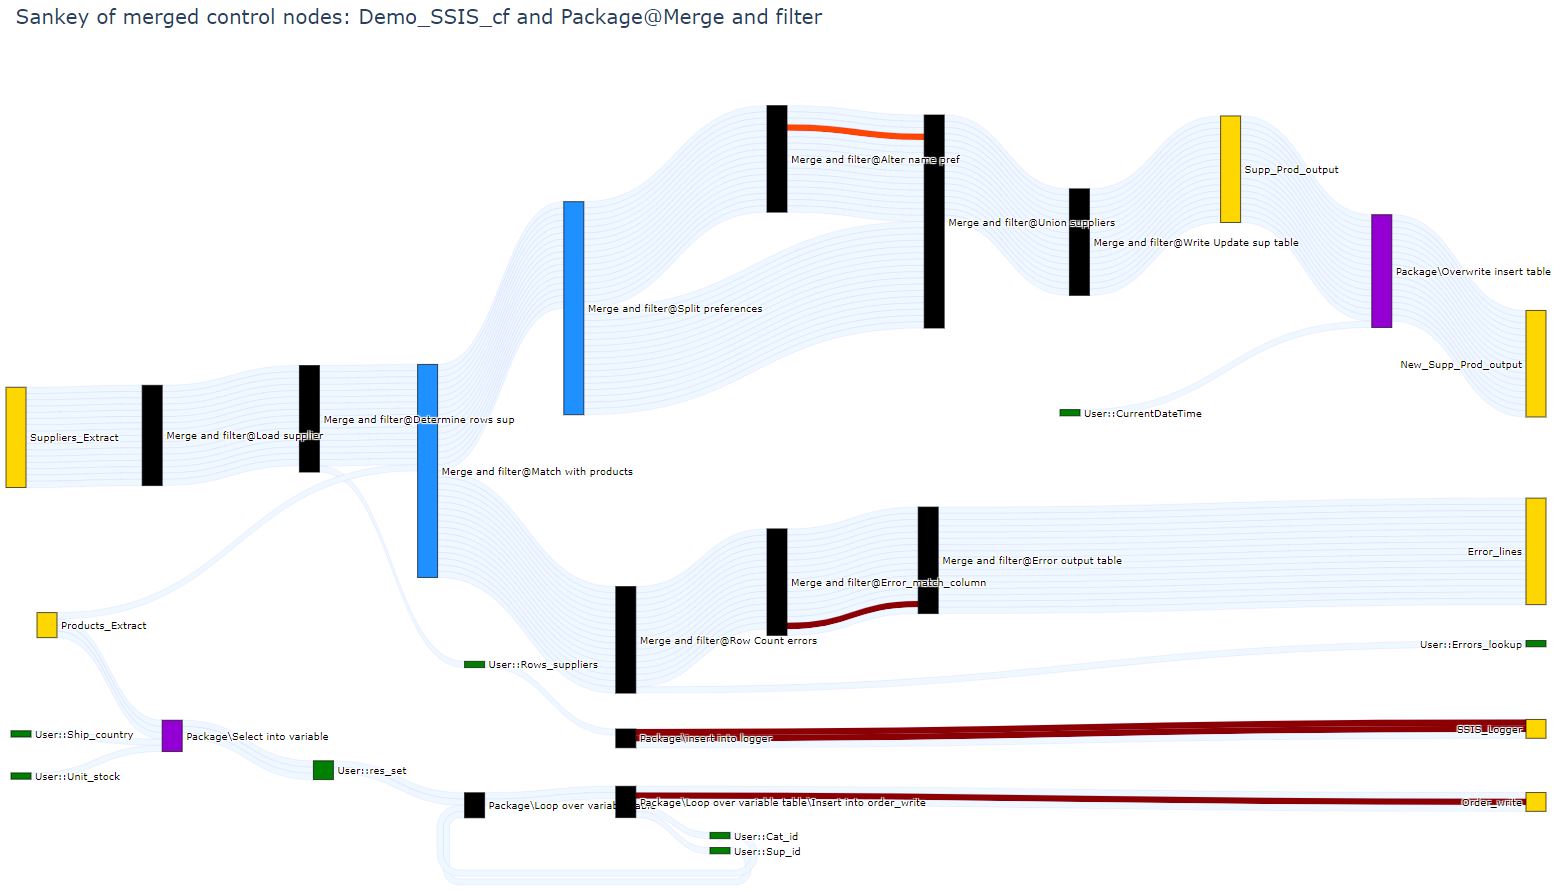 Sankey of merged control nodes: Demo_SSIS_cf and Package@Merge and filter
Merge and filter@Alter name pref
Supp_Prod_output
Merge and filter@Union suppliers
Merge and filter@Write Update sup table
Package\Overwrite insert table
Merge and filter@Split preferences
New_Supp_Prod_output
User::CurrentDateTime
Merge and filter@Determine rows sup
Suppliers_Extract
Merge and filter@Load supplier
Merge and filter@Match with products
Error_lines
Merge and filter@Error output table
Merge and filter@Error_match_column
Products_Extract
Merge and filter@Row Count errors
User::Errors_lookup
User::Rows_suppliers
SSIS_Logger
User::Ship_country
Package\Select into variable
Package\insert into logger
User::res_set
User::Unit_stock
Package\Loop over
Package\Loop over variable table\Insert into order_write
Order_write
User::Cat_id
User::Sup_id